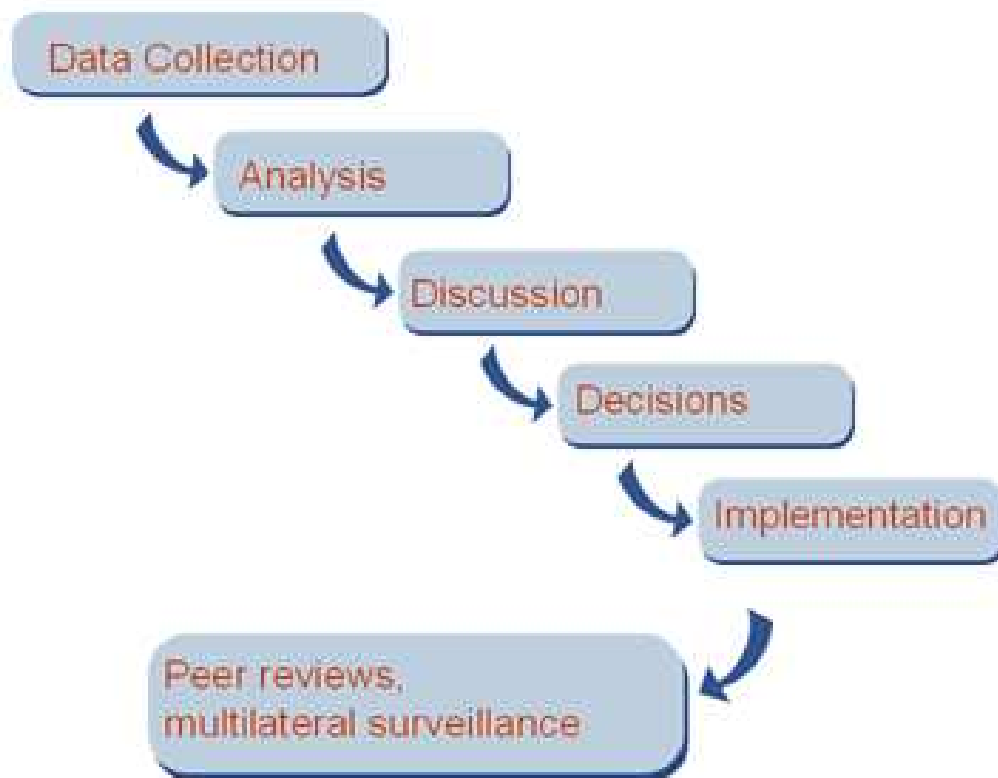 Data Collection
Analysis
Discussion
Decisions
Implementation
Peer reviews,
multilateral surveillance